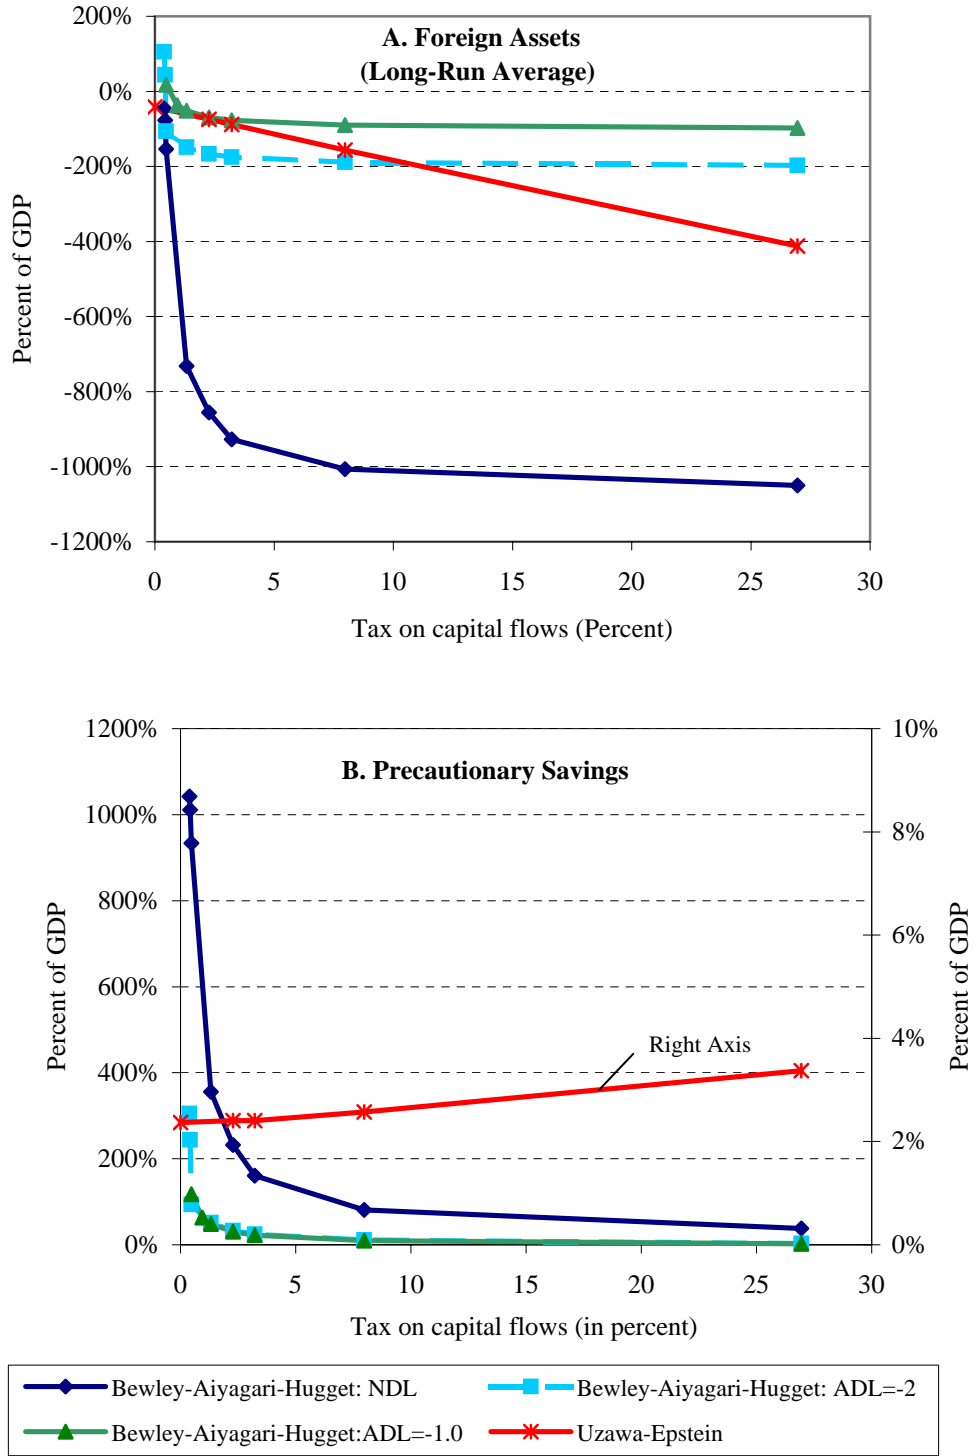 A. Foreign Assets
(Long-Run Average)
200%
0%
-200%
-400%
-600%
-800%
-1000%
-1200%
Percent of GDP
0 5 10 15 20 25 30
Tax on capital flows (Percent)
B. Precautionary Savings
1200%
1000%
800%
600%
400%
200%
0%
Percent of GDP
10%
8%
6%
4%
2%
0%
Percent of GDP
Right Axis
0 5 10 15 20 25 30
Tax on capital flows (in percent)
Bewley-Aiyagari-Hugget: NDL
Bewley-Aiyagari-Hugget: ADL=-2
Bewley-Aiyagari-Hugget:ADL=-1.0
Uzawa-Epstein